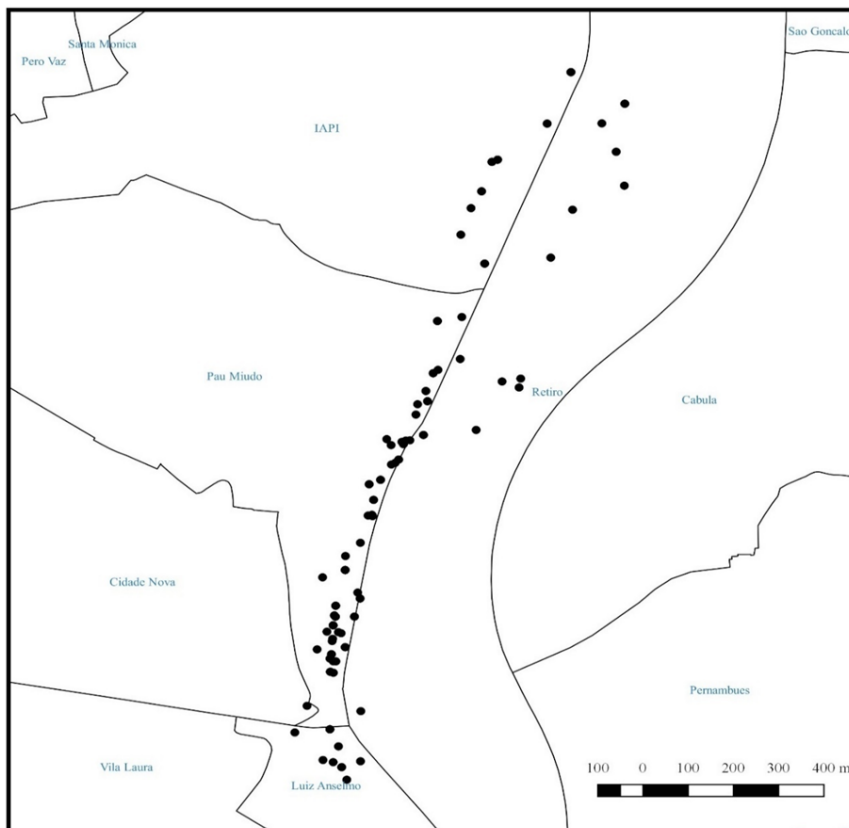 Santa Monica
Sao Goncalo
Pero Vaz
IAPI
Pau Miudo
Retiro
Cabula
Cidade Nova
Pernambues
Vila Laura
Luiz Anselmo
100 0 100 200 300 400 m